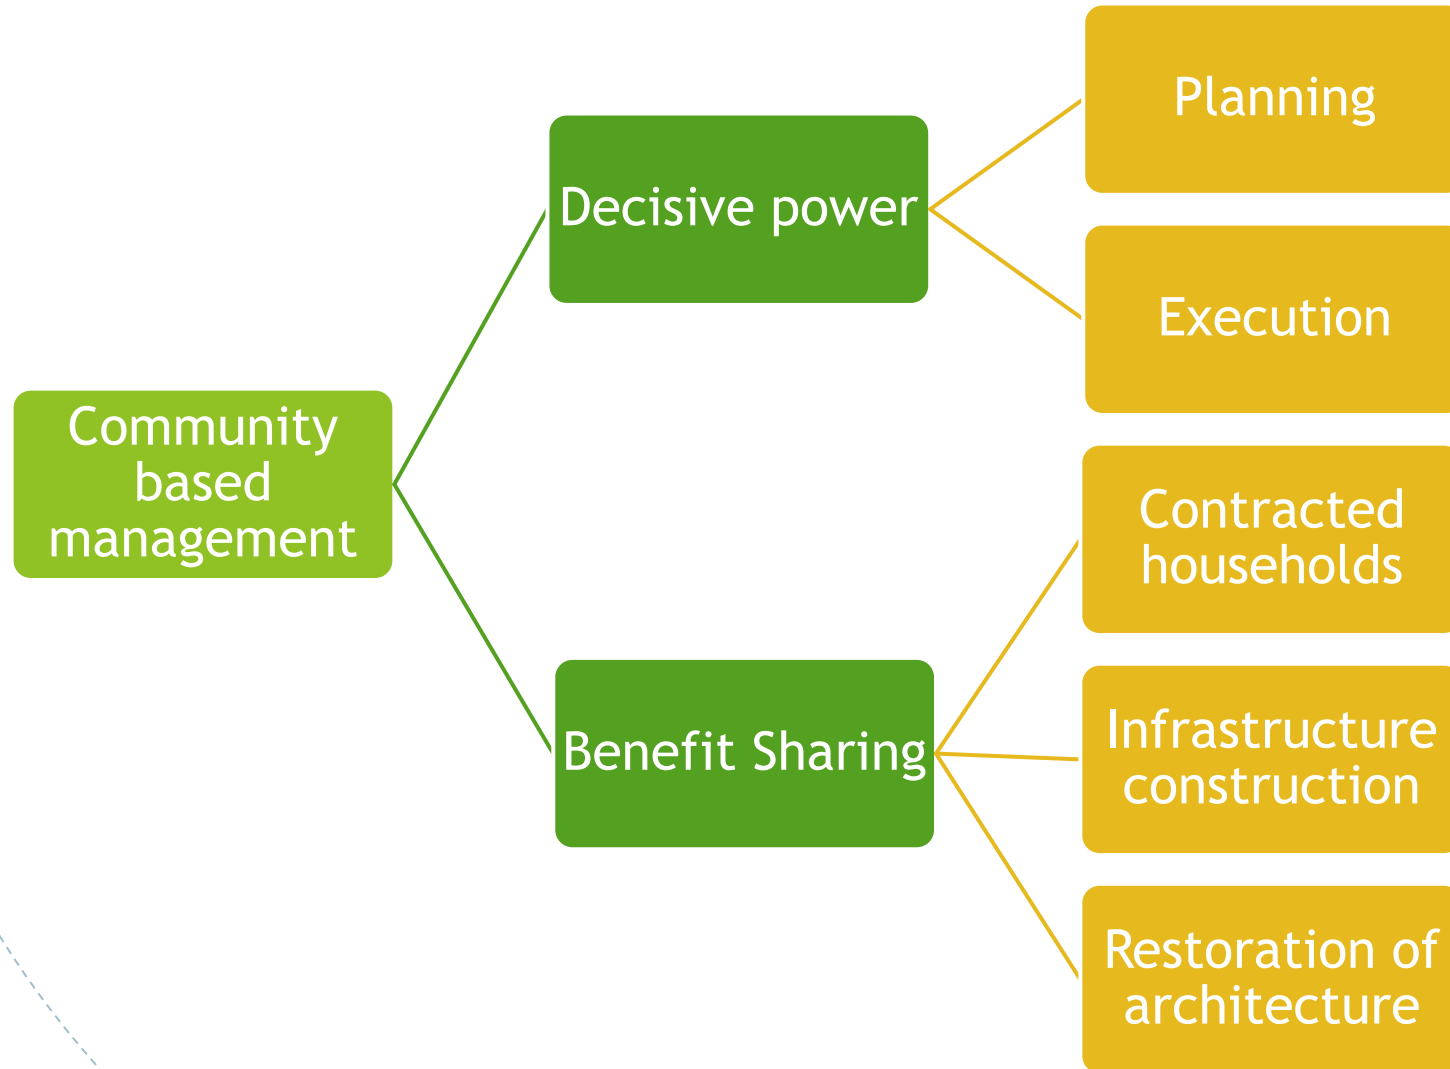 Community
based
management
Decisive power
Benefit Sharing
Planning
Execution
Contracted
households
Infrastructure
construction
Restoration of
architecture